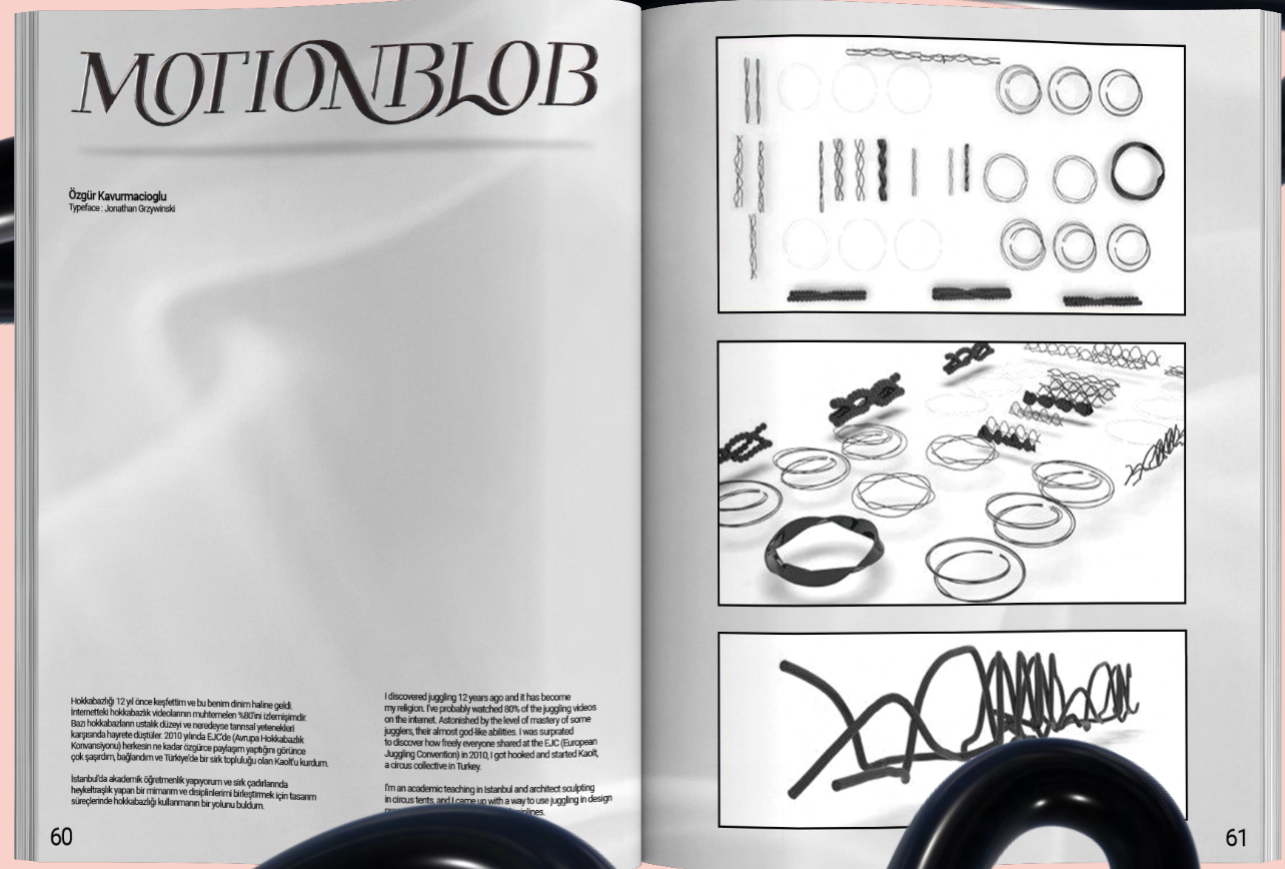 MOTIONBLOB
Özgür Kavurmacioglu
Typeface : Jonathan Grzywinski
Hokkabazlığı 12 yıl önce keşfettim ve bu benim dinim haline geldi.
İnternetteki hokkabazlık videolarının muhtemelen %80'ini izlemişimdir.
Bazı hokkabazların ustalık düzeyi ve neredeyse tanrısal yetenekleri
karşısında hayrete düştüler. 2010 yılında EJC'de (Avrupa Hokkabazlık
Konvansiyonu) herkesin ne kadar özgürce paylaşım yaptığını görünce
çok şaşırdım, bağlandım ve Türkiye'de bir sirk topluluğu olan Kaolt'u kurdum.
İstanbul'da akademik öğretmenlik yapıyorum ve sirk çadırlarında
heykeltraşlık yapan bir mimarım ve disiplinlerimi birleştirmek için tasarım
süreçlerinde hokkabazlığı kullanmanın bir yolunu buldum.
I discovered juggling 12 years ago and it has become
my religion. I've probably watched 80% of the juggling videos
on the internet. Astonished by the level of mastery of some
jugglers, their almost god-like abilities. I was surprated
to discover how freely everyone shared at the EJC (European
Juggling Convention) in 2010, I got hooked and started Kaolt,
a circus collective in Turkey.
I'm an academic teaching in Istanbul and architect sculpting
in circus tents, and I came up with a way to use juggling in design
60
61